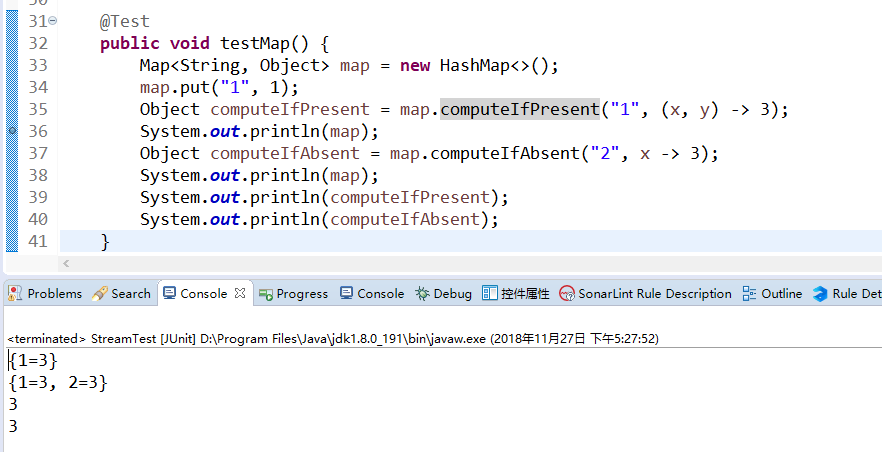 30
31 @Test
32 public void testMap() {
33 Map<String, Object> map = new HashMap<>();
34 map.put("1", 1);
35 Object computeIfPresent = map.computeIfPresent("1", (x, y) -> 3);
36 System.out.println(map);
37 Object computeIfAbsent = map.computeIfAbsent("2", x -> 3);
38 System.out.println(map);
39 System.out.println(computeIfPresent);
40 System.out.println(computeIfAbsent);
41 }
Problems Search Console Progress Console Debug 控件属性 SonarLint Rule Description Outline Rule Det
<terminated> StreamTest [JUnit] D:\Program Files\Java\jdk1.8.0_191\bin\javaw.exe (2018年11月27日 下午5:27:52)
{1=3}
{1=3, 2=3}
3
3